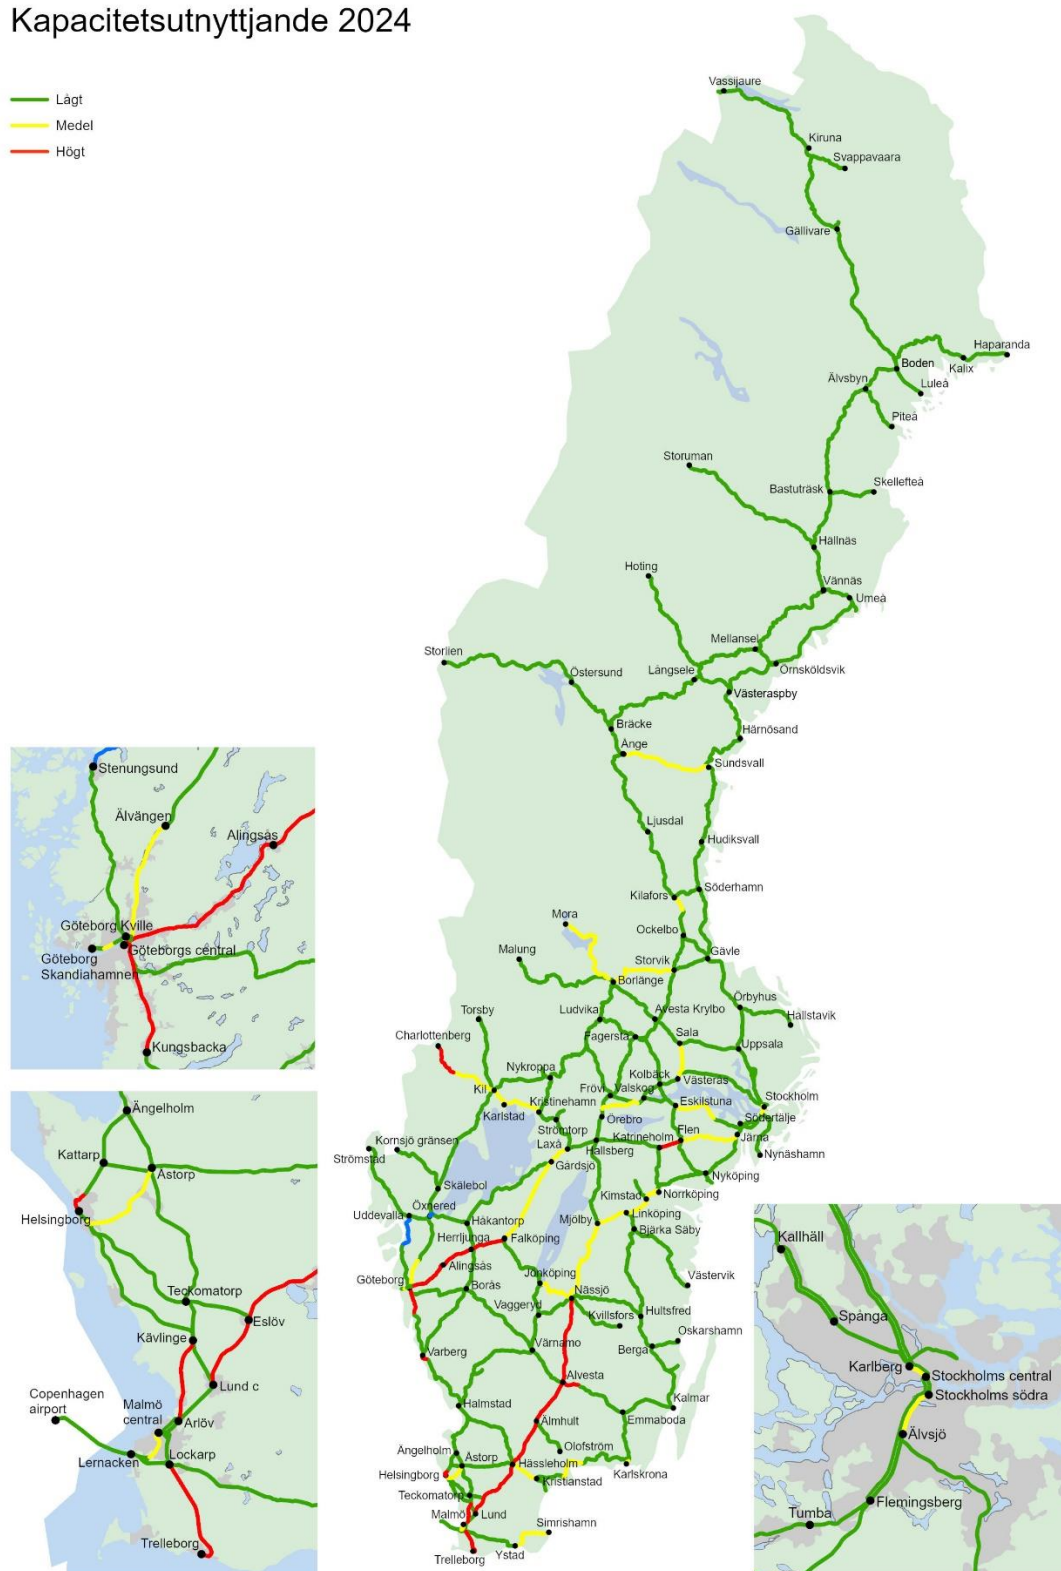 Kapacitetsutnyttjande 2024
Lågt
Medel
Högt
Vassijaure
Kiruna
Svappavaara
Gällivare
Haparanda
Boden
Kalix
Älvsbyn
Luleå
Piteå
Storuman
Skellefteå
Bastuträsk
Hällnäs
Hoting
Vännäs
Umeå
Mellansel
Storlien
Östersund
Långsele
Örnsköldsvik
Västeraspby
Bräcke
Härnösand
Ånge
Sundsvall
Ljusdal
Hudiksvall
Kilafors
Söderhamn
Mora
Ockelbo
Malung
Storvik
Gävle
Borlänge
Örbyhus
Torsby
Ludvika
Avesta Krylbo
Hallstavik
Charlottenberg
Fagersta
Sala
Uppsala
Nykroppa
Kolbäck
Västerås
Kil
Frövi
Valskog
Stockholm
Karlstad
Kristinehamn
Eskilstuna
Örebro
Södertälje
Strömtorp
Kornsjö gränsen
Laxå
Hallsberg
Katrineholm
Flen
Järna
Strömstad
Gårdsjö
Nynäshamn
Nyköping
Skälebol
Kimstad
Norrköping
Öxnered
Linköping
Uddevalla
Håkantorp
Mjölby
Bjärka Säby
Herrljunga
Falköping
Alingsås
Göteborg
Borås
Jönköping
Nässjö
Västervik
Vaggeryd
Kvillsfors
Hultsfred
Oskarshamn
Varberg
Värnamo
Berga
Alvesta
Halmstad
Kalmar
Älmhult
Emmaboda
Ängelholm
Olofström
Åstorp
Hässleholm
Helsingborg
Karlskrona
Kristianstad
Teckomatorp
Malmö
Lund
Simrishamn
Trelleborg
Ystad
Stenungsund
Älvängen
Alingsås
Göteborg Kville
Göteborgs central
Göteborg
Skandiahamnen
Kungsbacka
Ängelholm
Kattarp
Åstorp
Helsingborg
Teckomatorp
Eslöv
Kävlinge
Lund c
Copenhagen
airport
Malmö
central
Arlöv
Lernacken
Lockarp
Trelleborg
Kallhäll
Spånga
Karlberg
Stockholms central
Stockholms södra
Älvsjö
Flemingsberg
Tumba